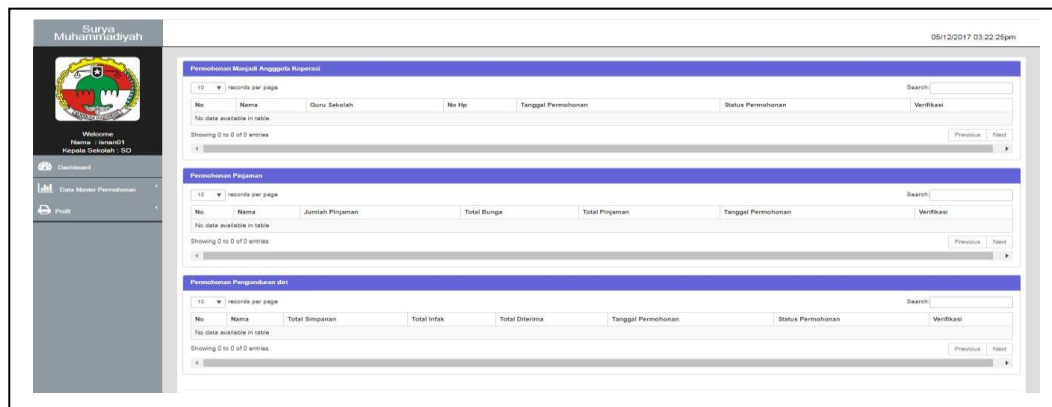 Surya
Muhammadiyah
05/12/2017 03:22:25pm
Welcome
Nama : isnan01
Kepala Sekolah : SD
Dashboard
Data Master Permohonan
Profil
Permohonan Manjadi Angggota Koperasi
10 records per page Search:
No Nama Guru Sekolah No Hp Tanggal Permohonan Status Permohonan Verifikasi
No data available in table
Showing 0 to 0 of 0 entries Previous Next
Permohonan Pinjaman
10 records per page Search:
No Nama Jumlah Pinjaman Total Bunga Total Pinjaman Tanggal Permohonan Verifikasi
No data available in table
Showing 0 to 0 of 0 entries Previous Next
Permohonan Pengunduran diri
10 records per page Search:
No Nama Total Simpanan Total Infak Total Diterima Tanggal Permohonan Status Permohonan Verifikasi
No data available in table
Showing 0 to 0 of 0 entries Previous Next